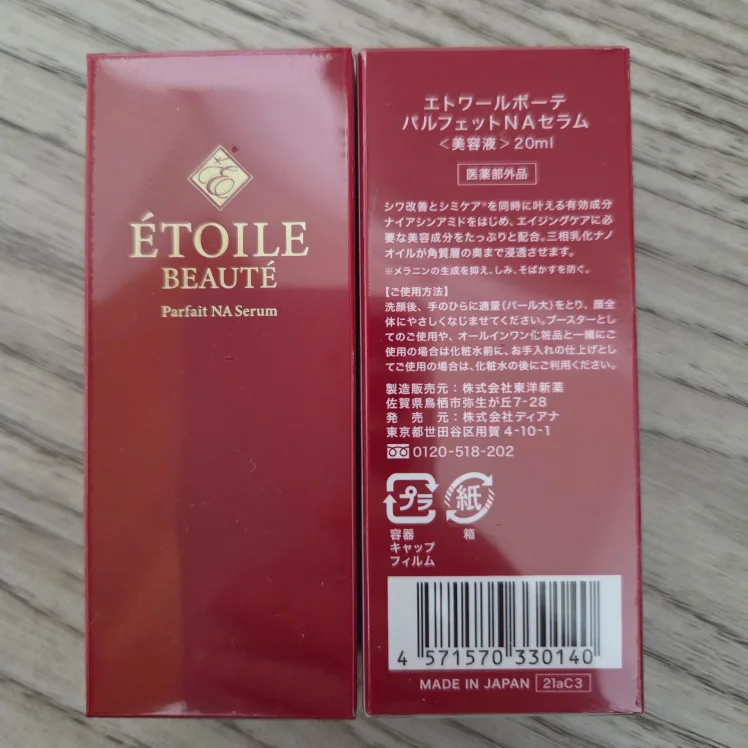 E
ÉTOILE
BEAUTÉ
Parfait NA Serum
エトワールボーテ
パルフェットNAセラム
<美容液>20ml
医薬部外品
シワ改善とシミケア※を同時に叶える有効成分
ナイアシンアミドをはじめ、エイジングケアに必
要な美容成分をたっぷりと配合。三相乳化ナノ
オイルが角質層の奥まで浸透させます。
※メラニンの生成を抑え、しみ、そばかすを防ぐ。
【ご使用方法】
洗顔後、手のひらに適量(パール大)をとり、顔全
体にやさしくなじませてください。ブースターとし
てのご使用や、オールインワン化粧品と一緒にご
使用の場合は化粧水前に、お手入れの仕上げとし
てご使用の場合は、化粧水の後にご利用ください。
製造販売元:株式会社東洋新薬
佐賀県鳥栖市弥生が丘7-28
発 売 元:株式会社ディアナ
東京都世田谷区用賀4-10-1
0120-518-202
プラ 紙
容器 箱
キャップ
フィルム
4 571570 330140
MADE IN JAPAN 21aC3